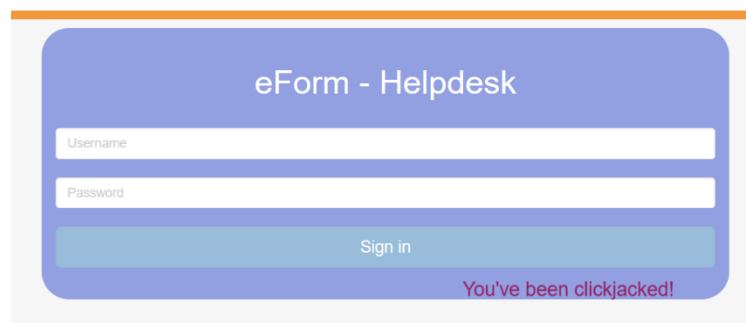 eForm - Helpdesk
Username
Password
Sign in
You've been clickjacked!